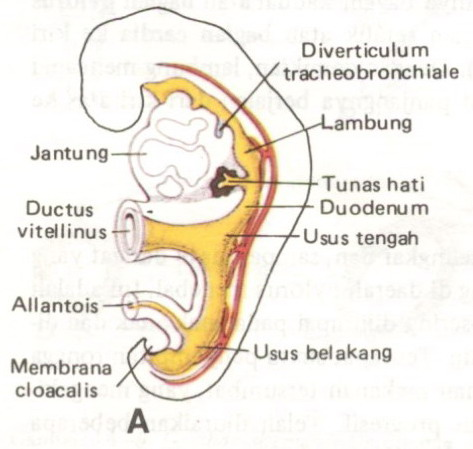 Diverticulum
tracheobronchiale
Lambung
Jantung
Tunas hati
Duodenum
Ductus
vitellinus
Usus tengah
Allantois
Usus belakang
Membrana
cloacalis
A